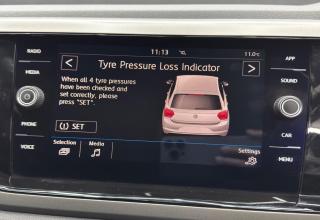 RADIO
MEDIA
PHONE
VOICE
11:13
°C
11.0°C
< Tyre Pressure Loss Indicator >
When all 4 tyre pressures
have been checked and
set correctly, please
press "SET".
(!) SET
Selection
Media
Settings
APP
SOUND
CAR
MENU